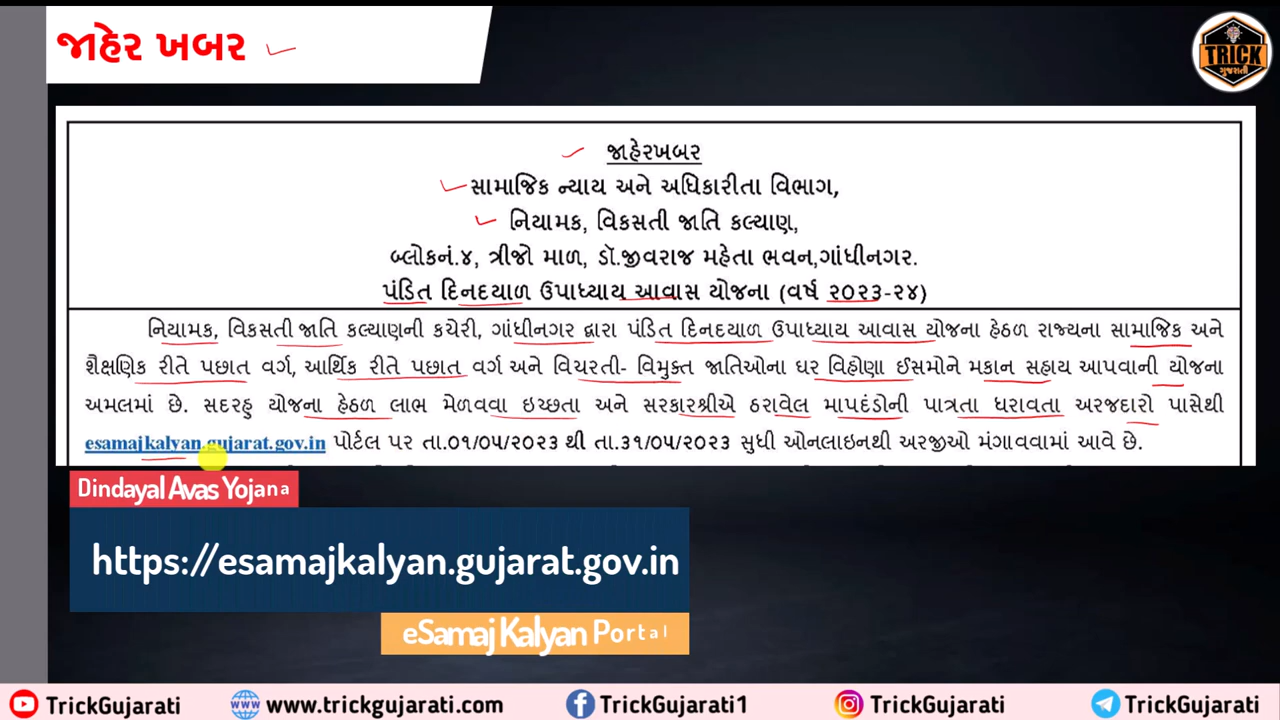 જાહેર ખબર
TRICK
ગુજરાતી
જાહેરખબર
સામાજિક ન્યાય અને અધિકારીતા વિભાગ,
નિયામક, વિકસતી જાતિ કલ્યાણ,
બ્લોકનં.૪, ત્રીજો માળ, ડૉ.જીવરાજ મહેતા ભવન,ગાંધીનગર.
પંડિત દિનદયાળ ઉપાધ્યાય આવાસ યોજના (વર્ષ ૨૦૨૩-૨૪)
નિયામક, વિકસતી જાતિ કલ્યાણની કચેરી, ગાંધીનગર દ્વારા પંડિત દિનદયાળ ઉપાધ્યાય આવાસ યોજના હેઠળ રાજ્યના સામાજિક અને
શૈક્ષણિક રીતે પછાત વર્ગ, આર્થિક રીતે પછાત વર્ગ અને વિચરતી- વિમુક્ત જાતિઓના ઘર વિહોણા ઈસમોને મકાન સહાય આપવાની યોજના
અમલમાં છે. સદરહુ યોજના હેઠળ લાભ મેળવવા ઇચ્છતા અને સરકારશ્રીએ ઠરાવેલ માપદંડોની પાત્રતા ધરાવતા અરજદારો પાસેથી
esamajkalyan.gujarat.gov.in પોર્ટલ પર તા.૦૧/૦૫/૨૦૨૩ થી તા.૩૧/૦૫/૨૦૨૩ સુધી ઓનલાઇનથી અરજીઓ મંગાવવામાં આવે છે.
Dindayal Avas Yojana
https://esamajkalyan.gujarat.gov.in
eSamaj Kalyan Portal
TrickGujarati www.trickgujarati.com TrickGujarati1 TrickGujarati TrickGujarati